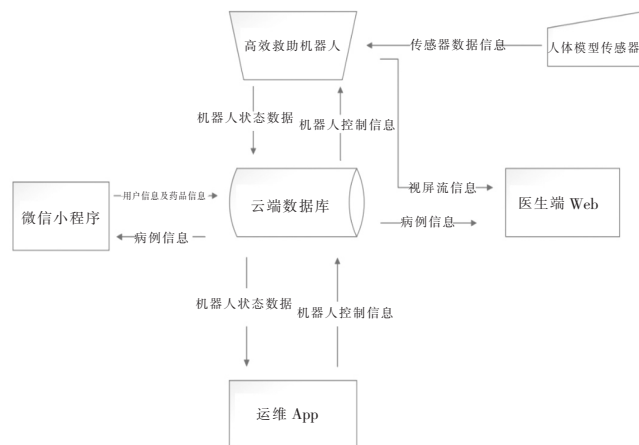 高效救助机器人
传感器数据信息
人体模型传感器
机器人状态数据
机器人控制信息
用户信息及药品信息
云端数据库
视屏流信息
医生端 Web
微信小程序
病例信息
病例信息
机器人状态数据
机器人控制信息
运维 App